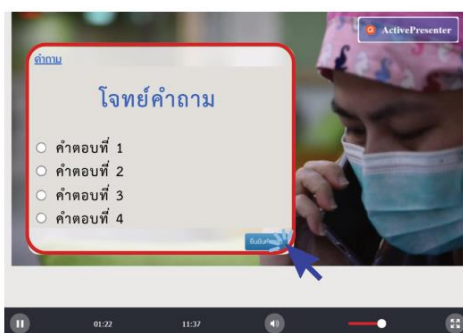 ActivePresenter
คำถาม
โจทย์คำถาม
คำตอบที่ 1
คำตอบที่ 2
คำตอบที่ 3
คำตอบที่ 4
01:22 11:37